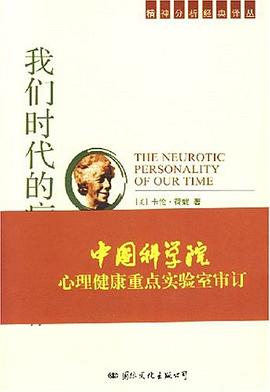 精神分析经典译丛
我们时代的
THE NEUROTIC
PERSONALITY
OF OUR TIME
[美] 卡伦·荷妮 著
中国科学院
心理健康重点实验室审订
国际文化出版公司